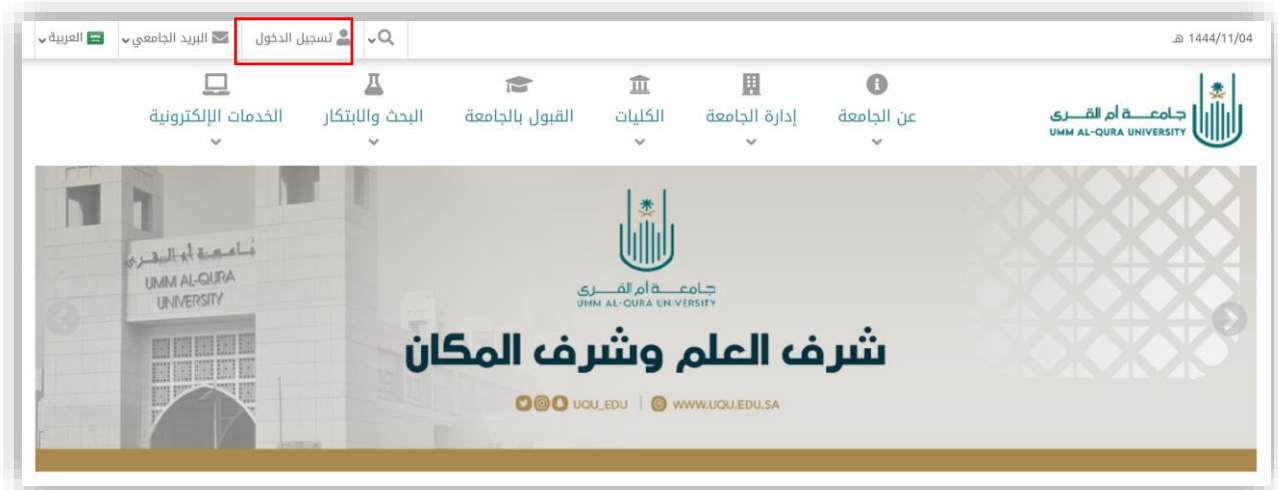 1444/11/04 هـ
تسجيل الدخول
البريد الجامعي
العربية
جامعة أم القرى
UMM AL-QURA UNIVERSITY
عن الجامعة
إدارة الجامعة
الكليات
القبول بالجامعة
البحث والابتكار
الخدمات الإلكترونية
جامعة أم القرى
UMM AL-QURA UNIVERSITY
جامعة أم القرى
UMM AL-QURA
UNIVERSITY
شرف العلم وشرف المكان
UQU_EDU | WWW.UQU.EDU.SA